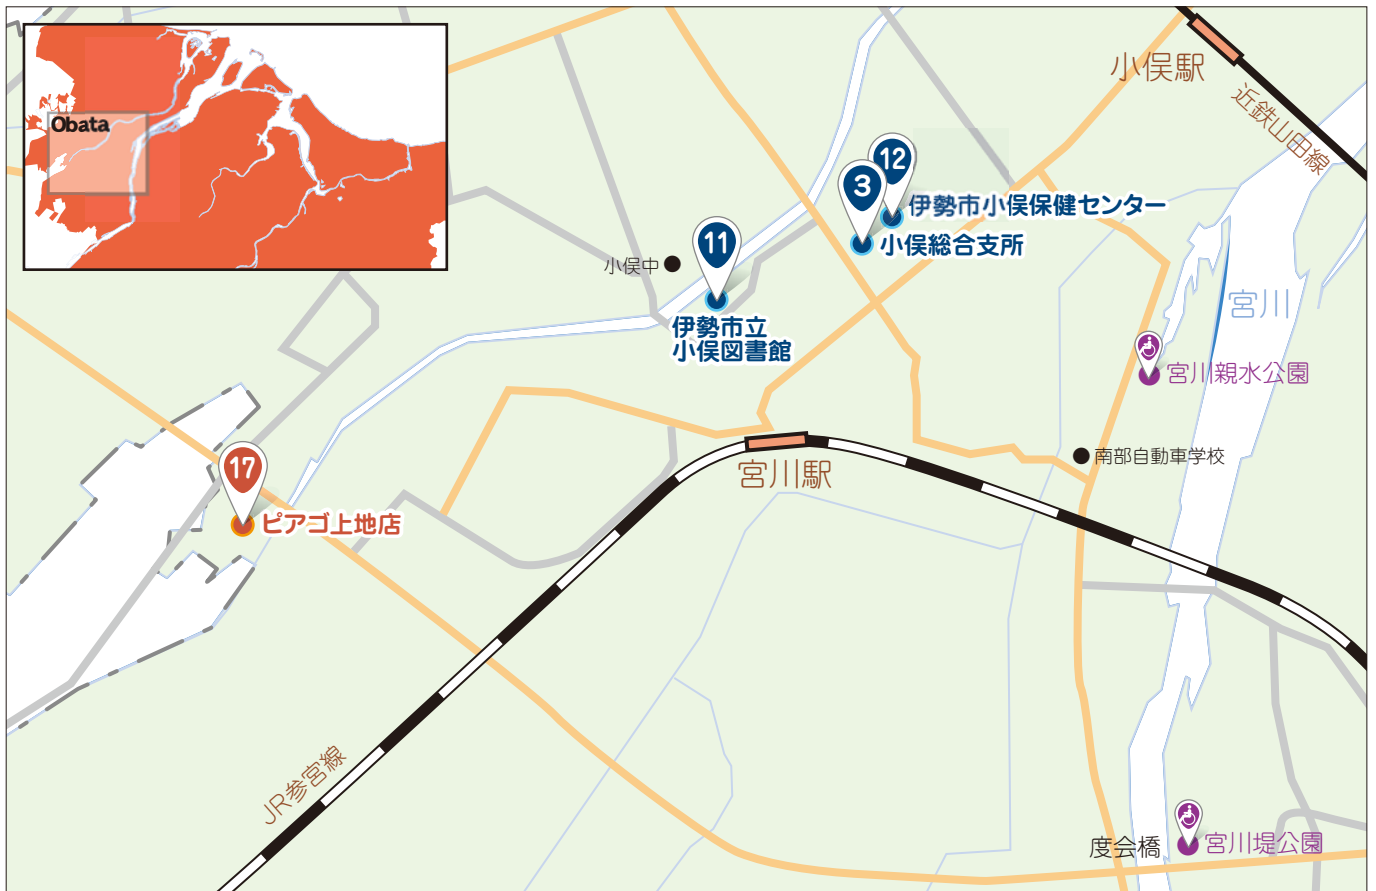 Obata
小俣駅
近鉄山田線
12
3
伊勢市小俣保健センター
小俣総合支所
11
小俣中
伊勢市立
小俣図書館
宮川
宮川親水公園
南部自動車学校
宮川駅
17
ピアゴ上地店
JR参宮線
度会橋
宮川堤公園